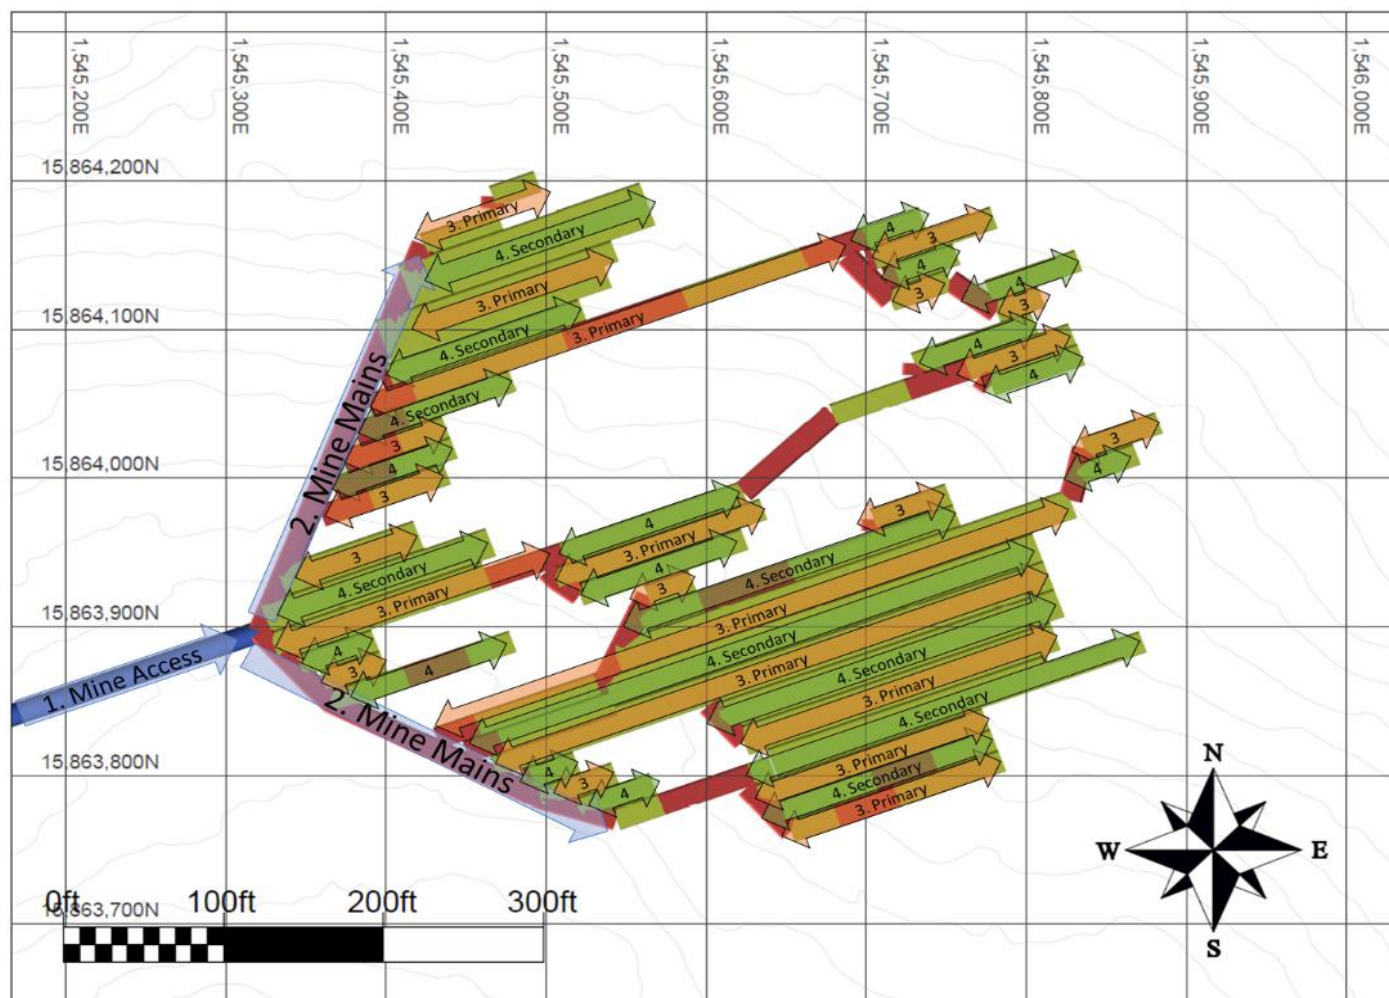 1,545,200E
1,545,300E
1,545,400E
1,545,500E
1,545,600E
1,545,700E
1,545,800E
1,545,900E
1,546,000E
15,864,200N
3. Primary
4. Secondary
4
3
4
3
4
3
3. Primary
15,864,100N
3. Primary
4. Secondary
4
3
4
4. Secondary
3
4
3
2. Mine Mains
15,864,000N
3
4
3
4
3. Primary
4
3
3
4. Secondary
3. Primary
4. Secondary
15,863,900N
3. Primary
4. Secondary
3. Primary
4
3
4
1. Mine Access
4. Secondary
3. Primary
4. Secondary
2. Mine Mains
15,863,800N
4
3
4
3. Primary
4. Secondary
3. Primary
N
W
E
S
0ft
100ft
200ft
300ft
15,863,700N